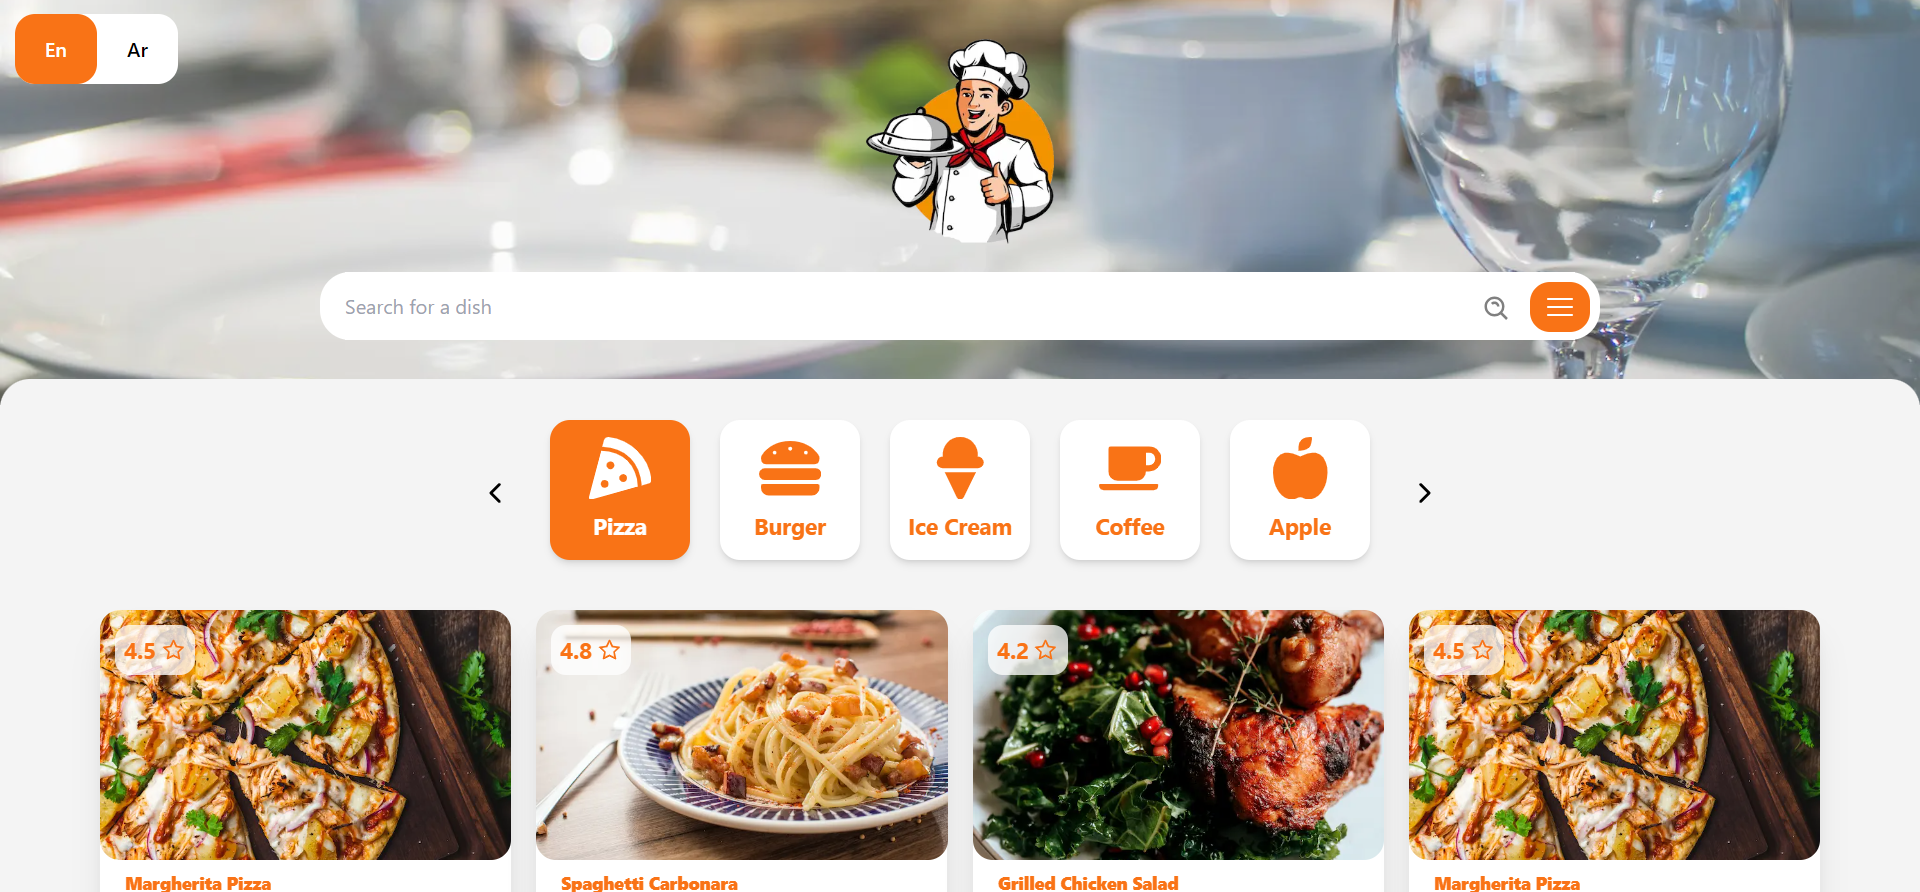 En Ar
Search for a dish
Pizza Burger Ice Cream Coffee Apple
4.5 4.8 4.2 4.5
Margherita Pizza Spaghetti Carbonara Grilled Chicken Salad Margherita Pizza